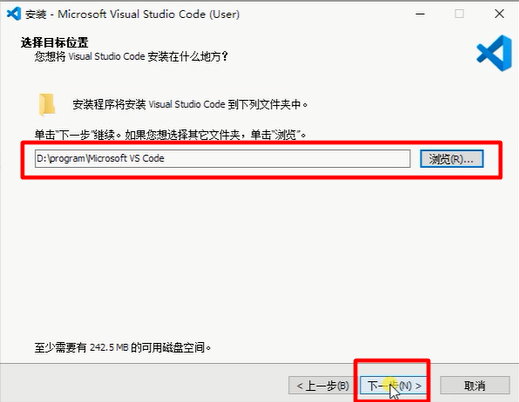 安装 - Microsoft Visual Studio Code (User)
选择目标位置
您想将 Visual Studio Code 安装在什么地方?
安装程序将安装 Visual Studio Code 到下列文件夹中。
单击“下一步”继续。如果您想选择其它文件夹，单击“浏览”。
D:\program\Microsoft VS Code
浏览(R)...
至少需要有 242.5 MB 的可用磁盘空间。
< 上一步(B)
下一步(N) >
取消